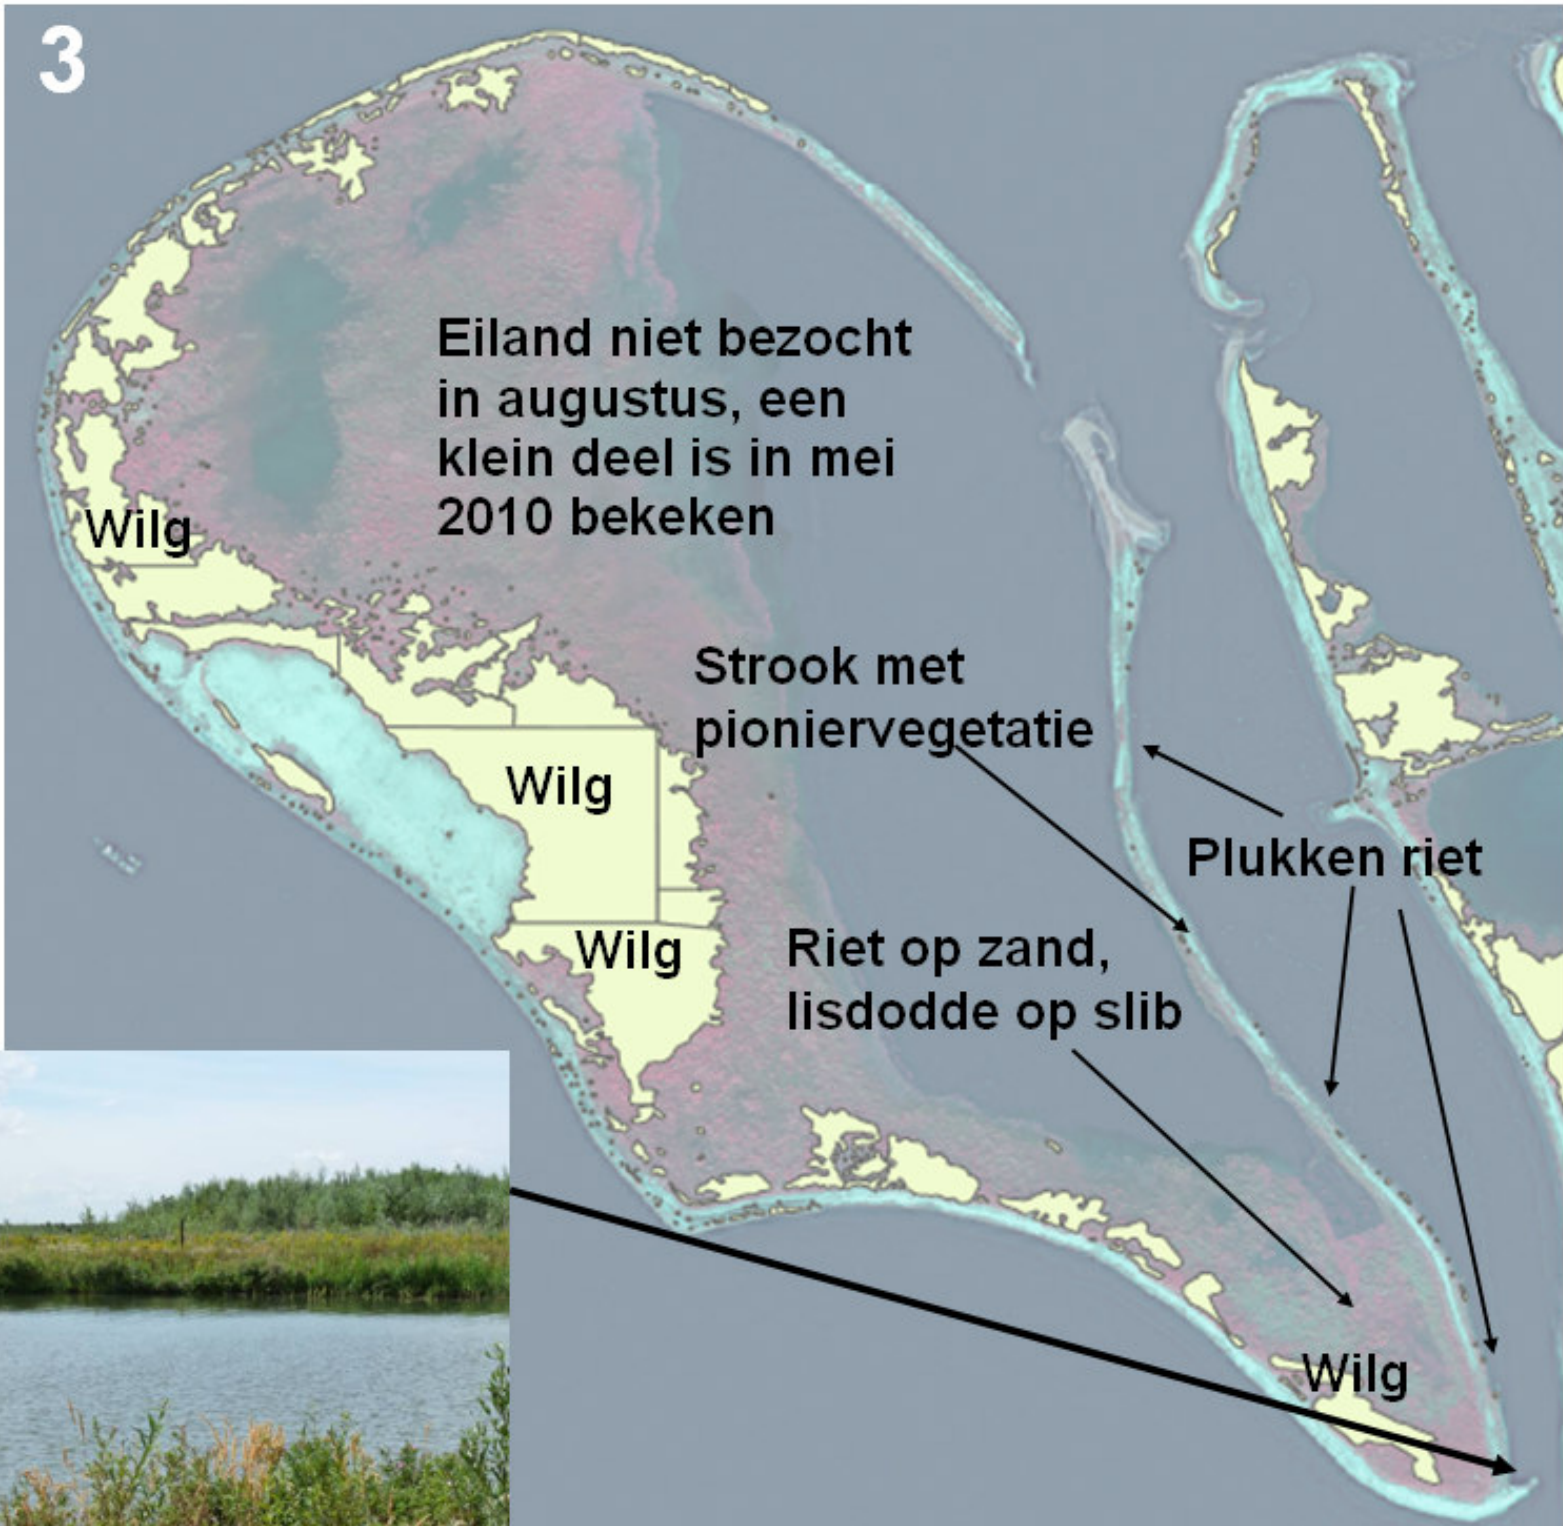 3
Eiland niet bezocht
in augustus, een
klein deel is in mei
2010 bekeken
Wilg
Strook met
pioniervegetatie
Wilg
Plukken riet
Wilg
Riet op zand,
lisdodde op slib
Wilg